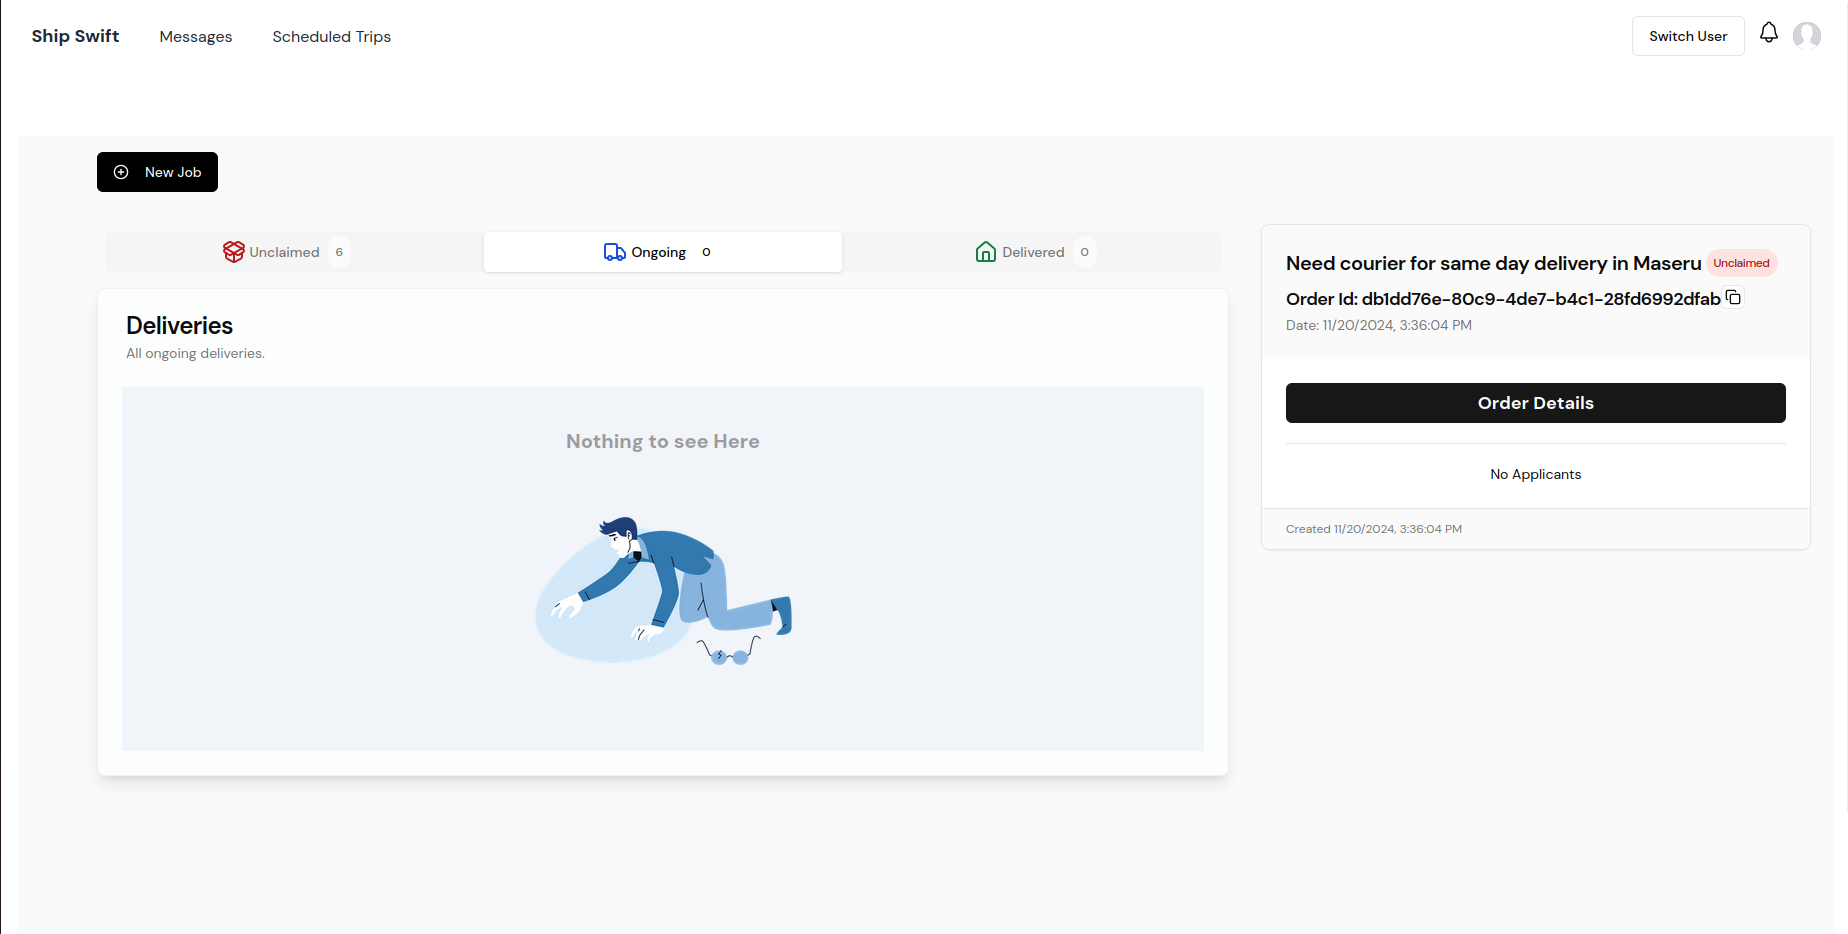 Ship Swift Messages Scheduled Trips Switch User
New Job
Unclaimed 6 Ongoing 0 Delivered 0
Deliveries
All ongoing deliveries.
Nothing to see Here
Need courier for same day delivery in Maseru Unclaimed
Order Id: db1dd76e-80c9-4de7-b4c1-28fd6992dfab
Date: 11/20/2024, 3:36:04 PM
Order Details
No Applicants
Created 11/20/2024, 3:36:04 PM